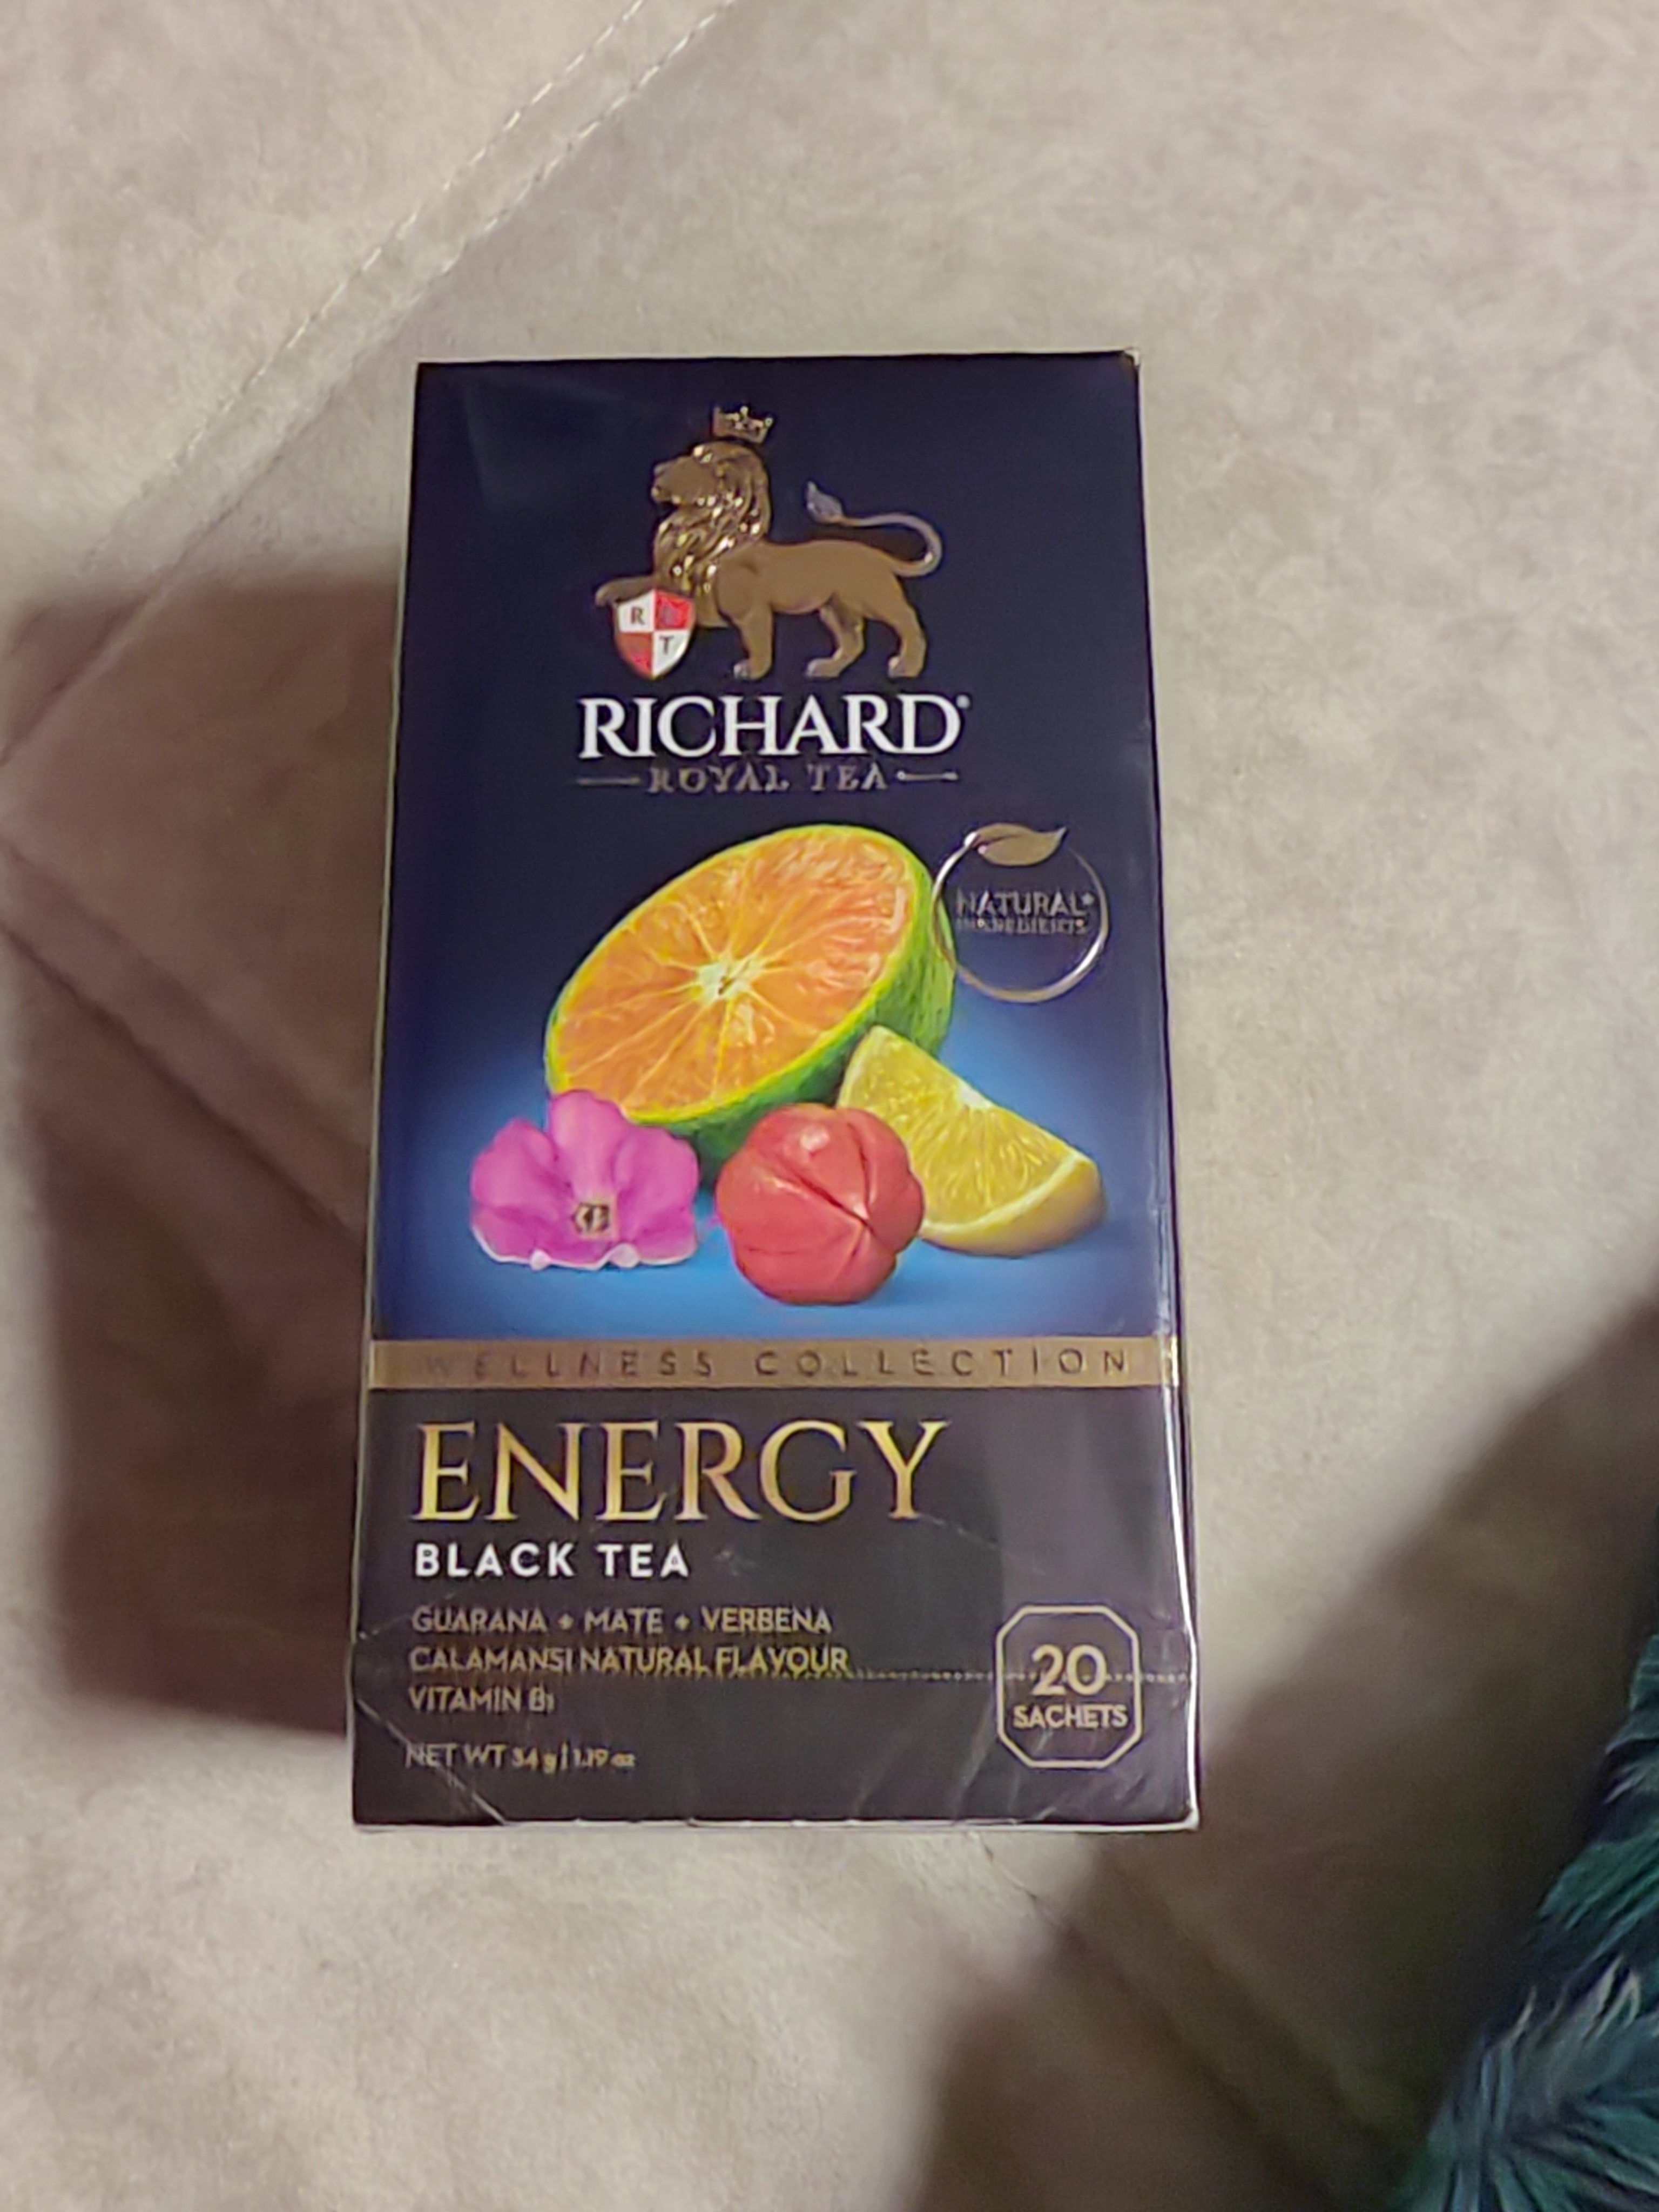 R
T
RICHARD®
ROYAL TEA
NATURAL*
INGREDIENTS
WELLNESS COLLECTION
ENERGY
BLACK TEA
GUARANA + MATE + VERBENA
CALAMANSI NATURAL FLAVOUR
VITAMIN B1
20
SACHETS
NET WT 34 g | 1.19 oz